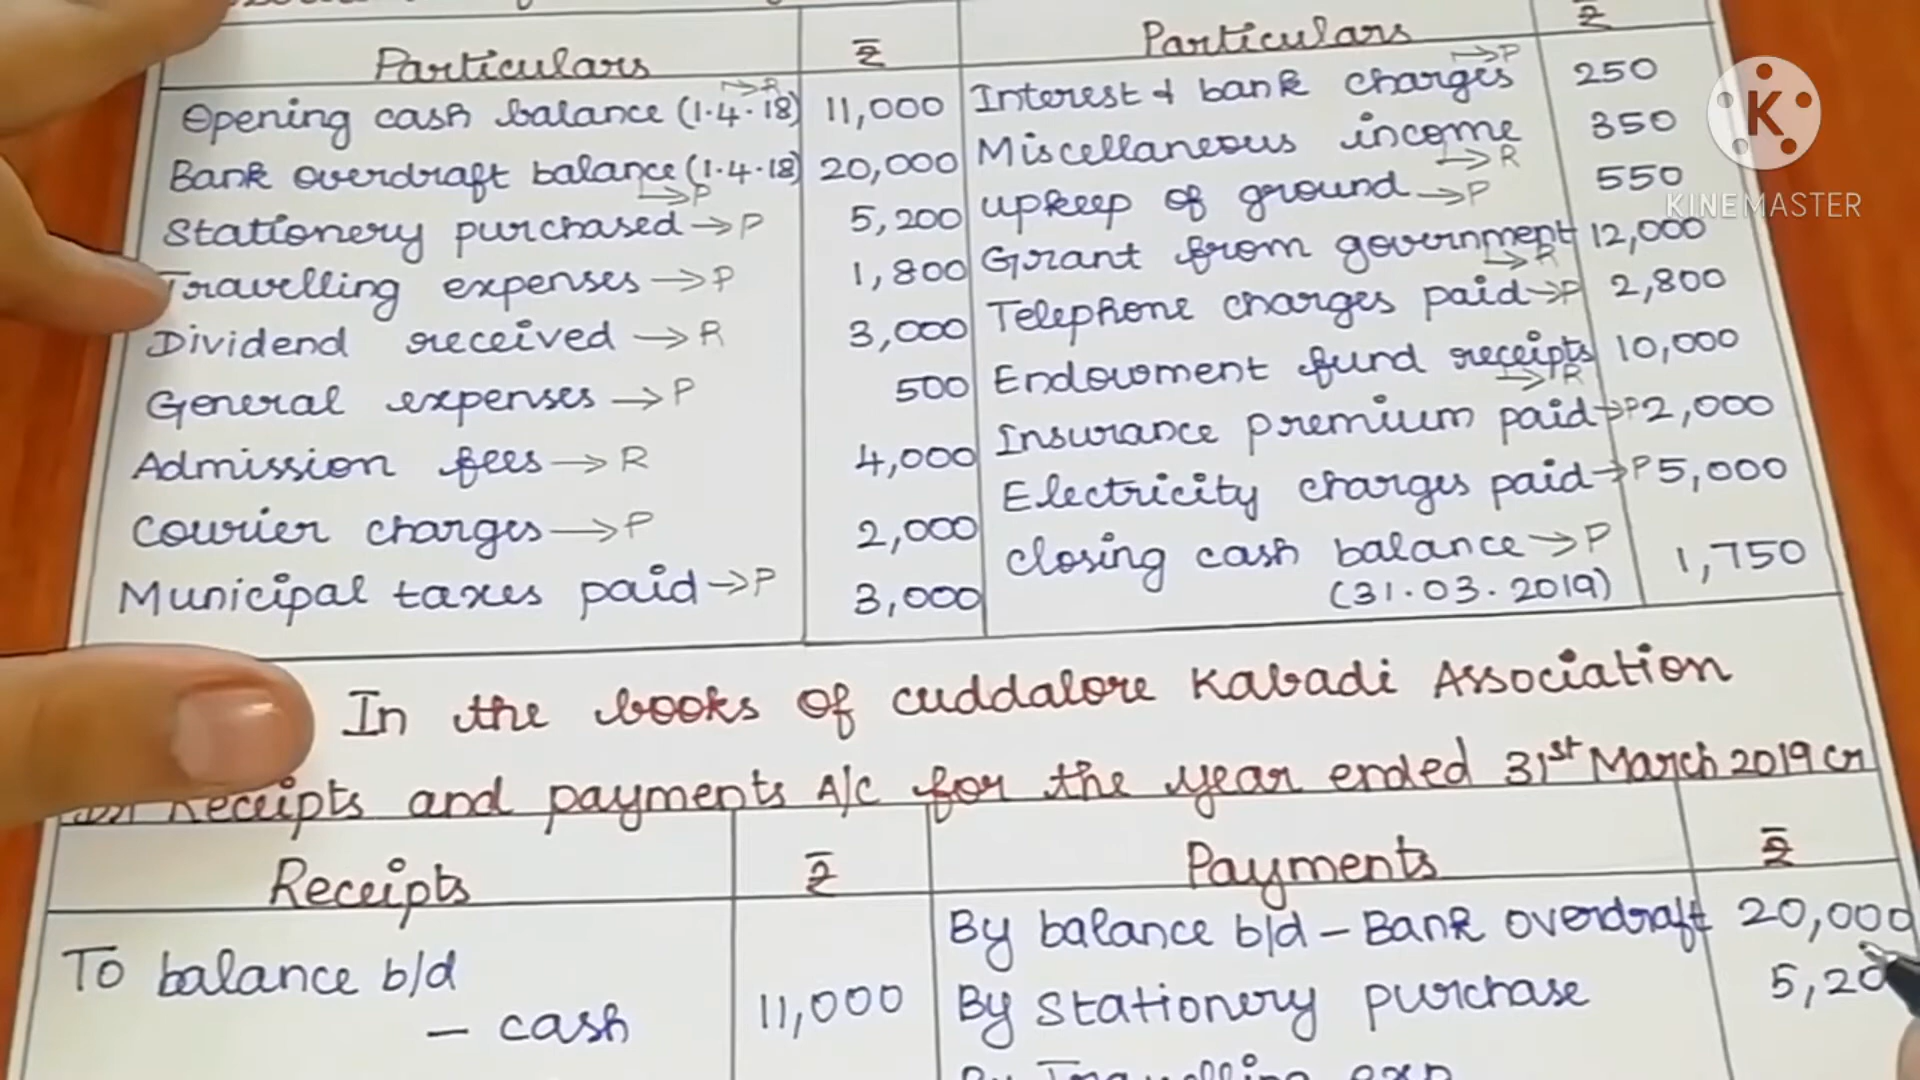 Particulars ₹ Particulars ₹
Opening cash balance (1.4.18) → R 11,000 Interest & bank charges → P 250
Bank overdraft balance (1.4.18) → P 20,000 Miscellaneous income → R 350
Stationery purchased → P 5,200 Upkeep of ground → P 550
Travelling expenses → P 1,800 Grant from government → R 12,000
Dividend received → R 3,000 Telephone charges paid → P 2,800
General expenses → P 500 Endowment fund receipts → R 10,000
Admission fees → R 4,000 Insurance premium paid → P 2,000
Courier charges → P 2,000 Electricity charges paid → P 5,000
Municipal taxes paid → P 3,000 closing cash balance → P 1,750
(31.03.2019)
In the books of cuddalore Kabadi Association
Receipts and payments A/C for the year ended 31st March 2019 Cr
Receipts ₹ Payments ₹
To balance b/d By balance b/d – Bank overdraft 20,000
– cash 11,000 By Stationery purchase 5,20
By Travelling exp
K
KINEMASTER